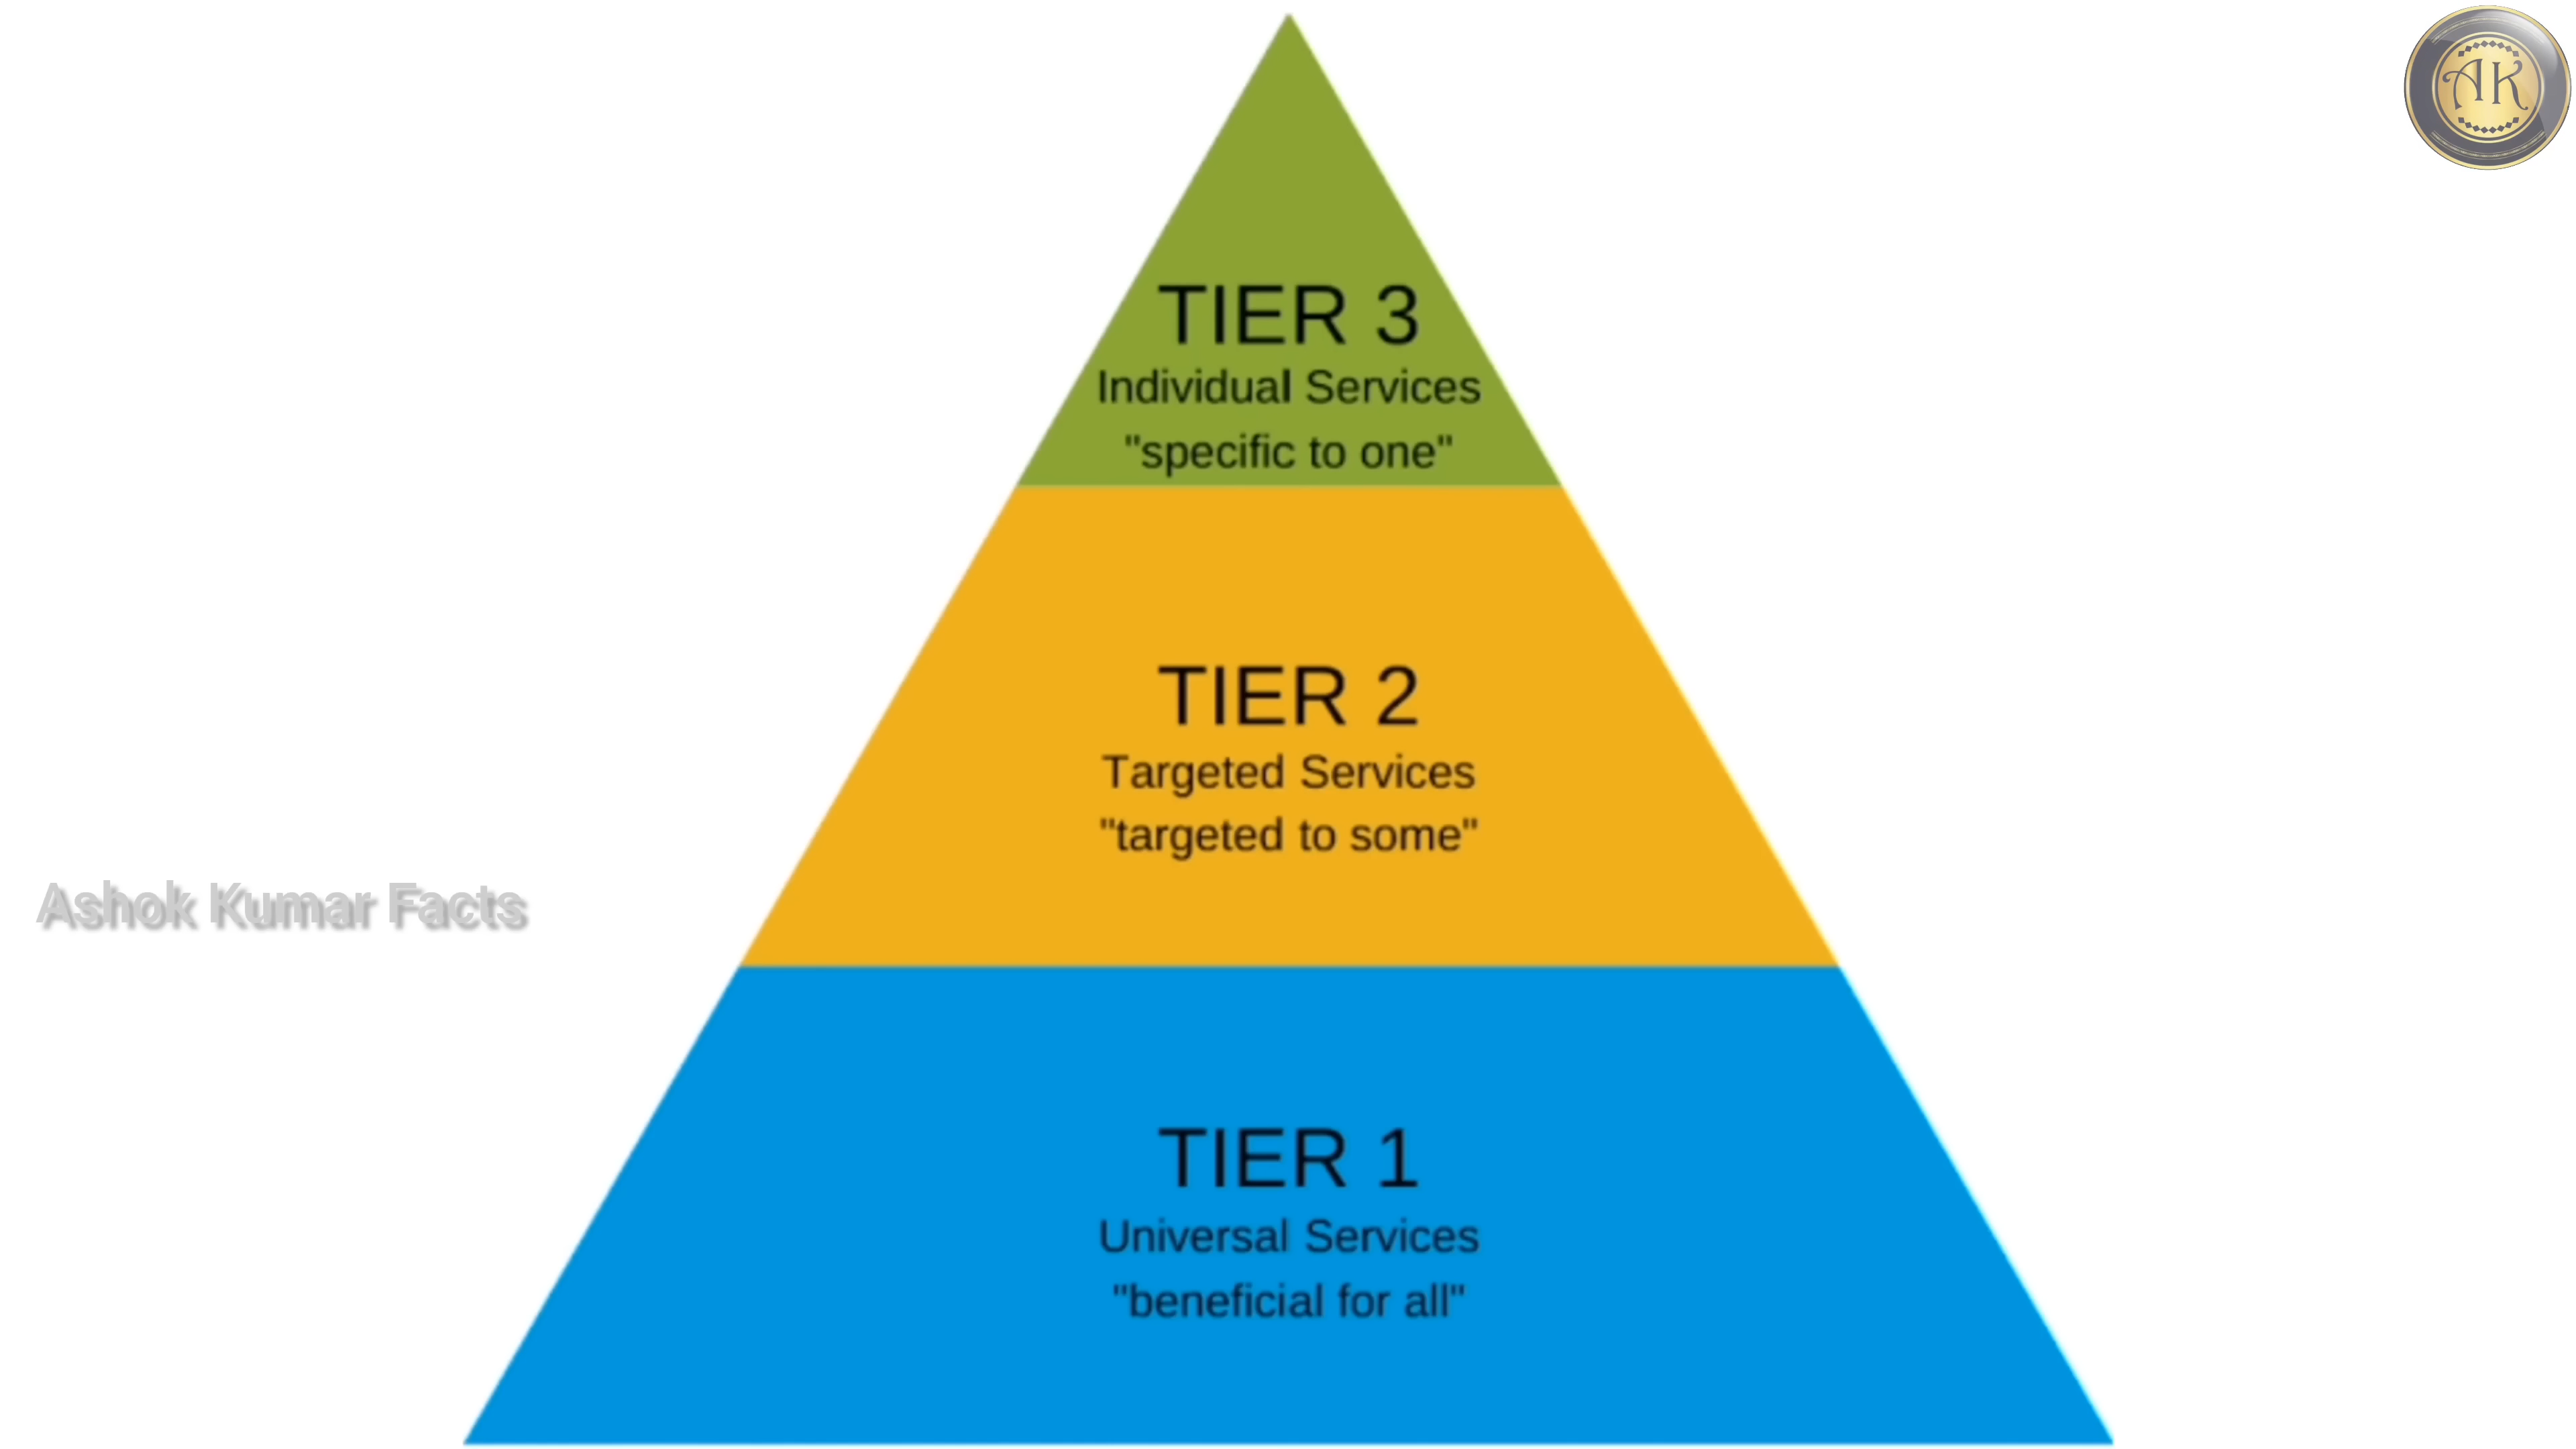 AK
TIER 3
Individual Services
"specific to one"
TIER 2
Targeted Services
"targeted to some"
Ashok Kumar Facts
TIER 1
Universal Services
"beneficial for all"